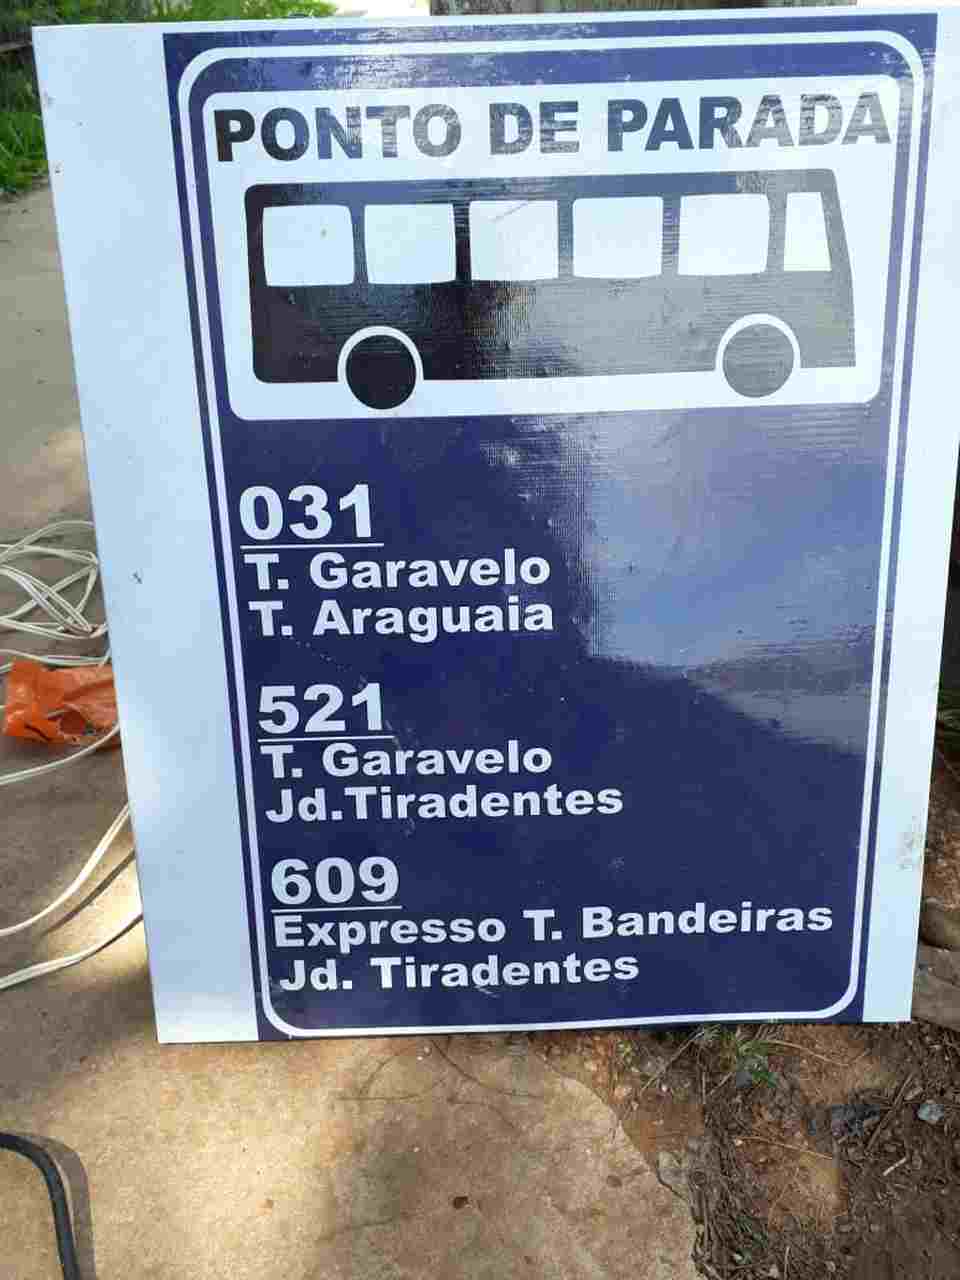 PONTO DE PARADA
031
T. Garavelo
T. Araguaia
521
T. Garavelo
Jd.Tiradentes
609
Expresso T. Bandeiras
Jd. Tiradentes